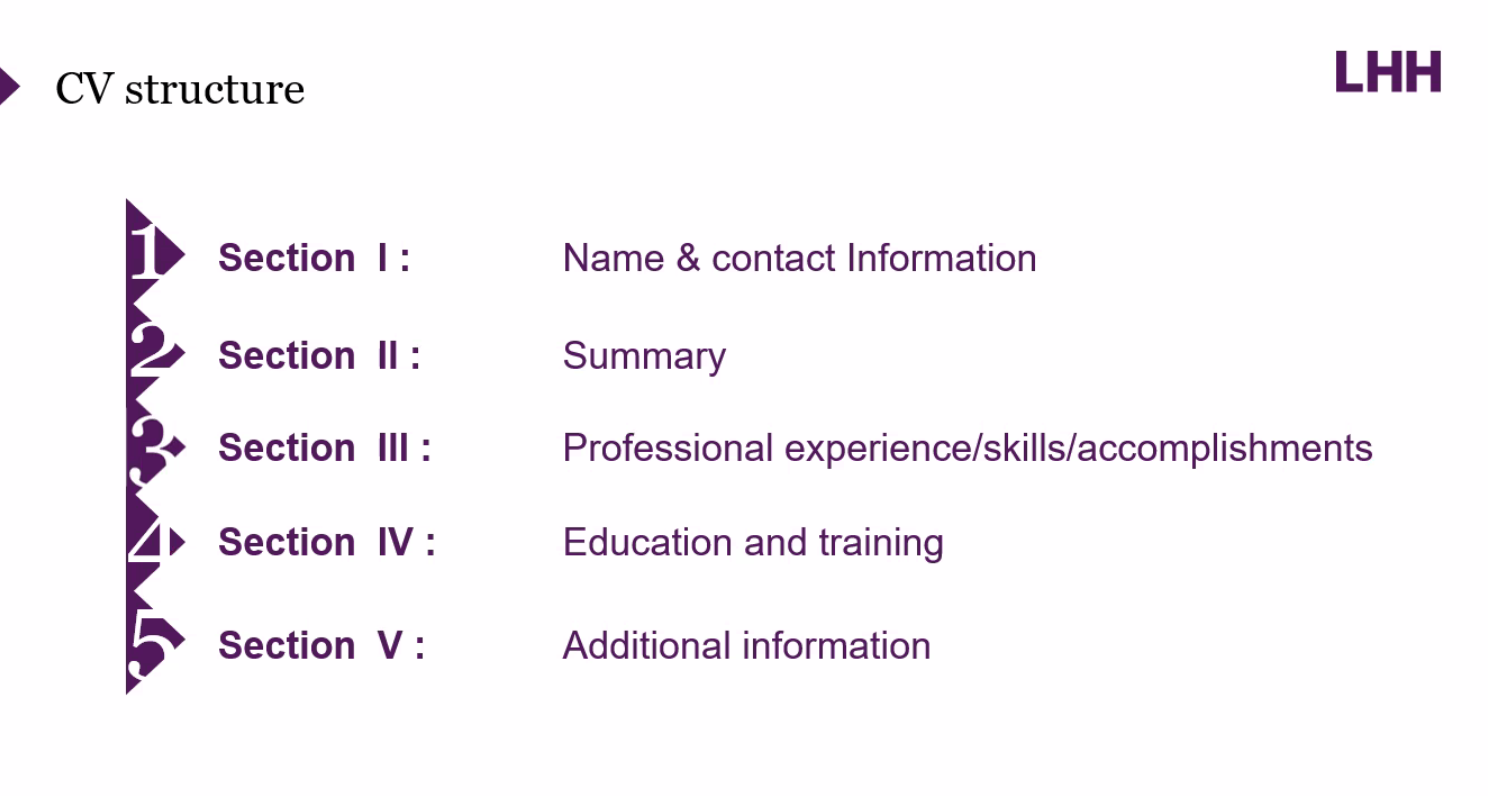 CV structure
LHH
1 Section I : Name & contact Information
2 Section II : Summary
3 Section III : Professional experience/skills/accomplishments
4 Section IV : Education and training
5 Section V : Additional information